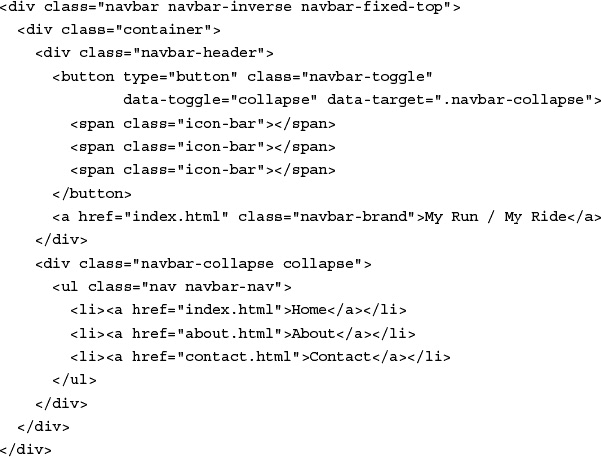 <div class="navbar navbar-inverse navbar-fixed-top">
  <div class="container">
    <div class="navbar-header">
      <button type="button" class="navbar-toggle"
              data-toggle="collapse" data-target=".navbar-collapse">
        <span class="icon-bar"></span>
        <span class="icon-bar"></span>
        <span class="icon-bar"></span>
      </button>
      <a href="index.html" class="navbar-brand">My Run / My Ride</a>
    </div>
    <div class="navbar-collapse collapse">
      <ul class="nav navbar-nav">
        <li><a href="index.html">Home</a></li>
        <li><a href="about.html">About</a></li>
        <li><a href="contact.html">Contact</a></li>
      </ul>
    </div>
  </div>
</div>